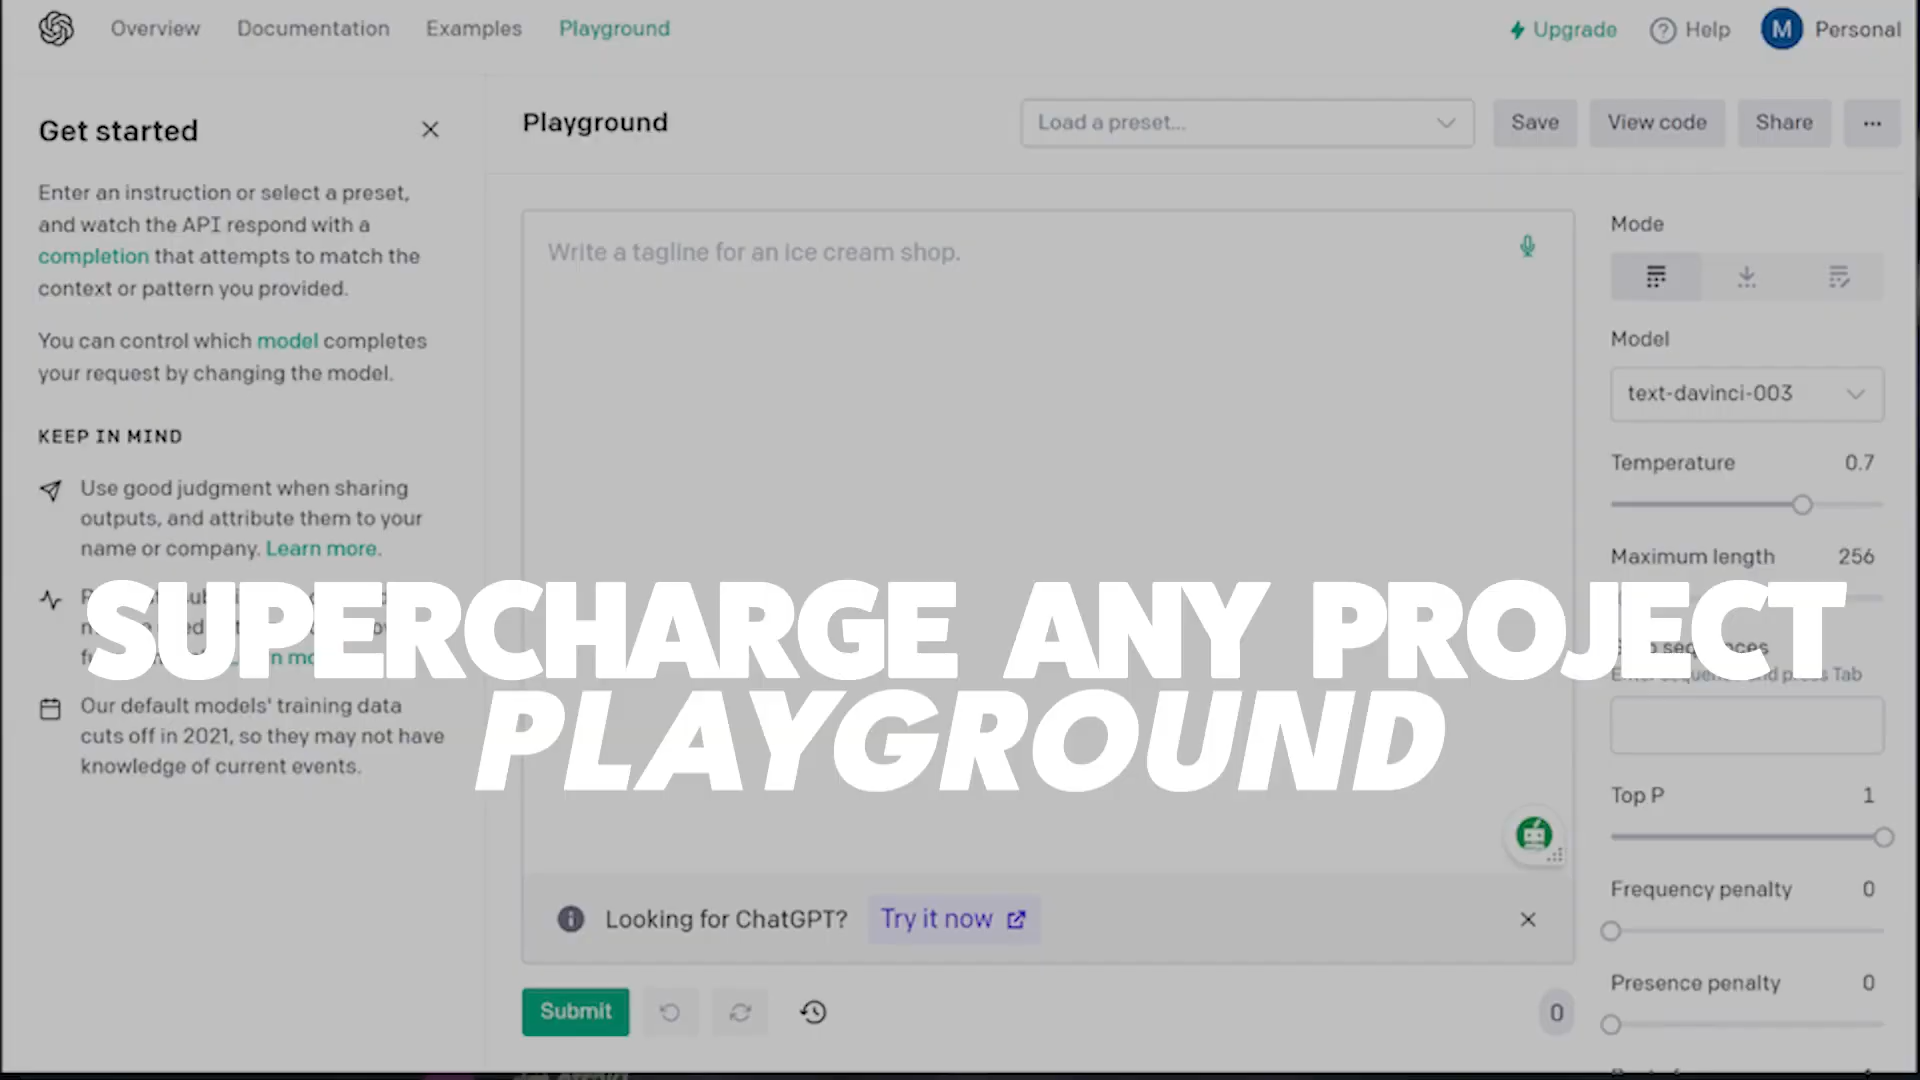 Overview Documentation Examples Playground
Upgrade Help M Personal
Get started
Enter an instruction or select a preset,
and watch the API respond with a
completion that attempts to match the
context or pattern you provided.
You can control which model completes
your request by changing the model.
KEEP IN MIND
Use good judgment when sharing
outputs, and attribute them to your
name or company. Learn more.
Our default models' training data
cuts off in 2021, so they may not have
knowledge of current events.
Playground
Load a preset...
Save
View code
Share
...
Write a tagline for an ice cream shop.
SUPERCHARGE ANY PROJECT
PLAYGROUND
Looking for ChatGPT? Try it now
Submit
0
Mode
Model
text-davinci-003
Temperature 0.7
Maximum length 256
Tab
Top P 1
Frequency penalty 0
Presence penalty 0